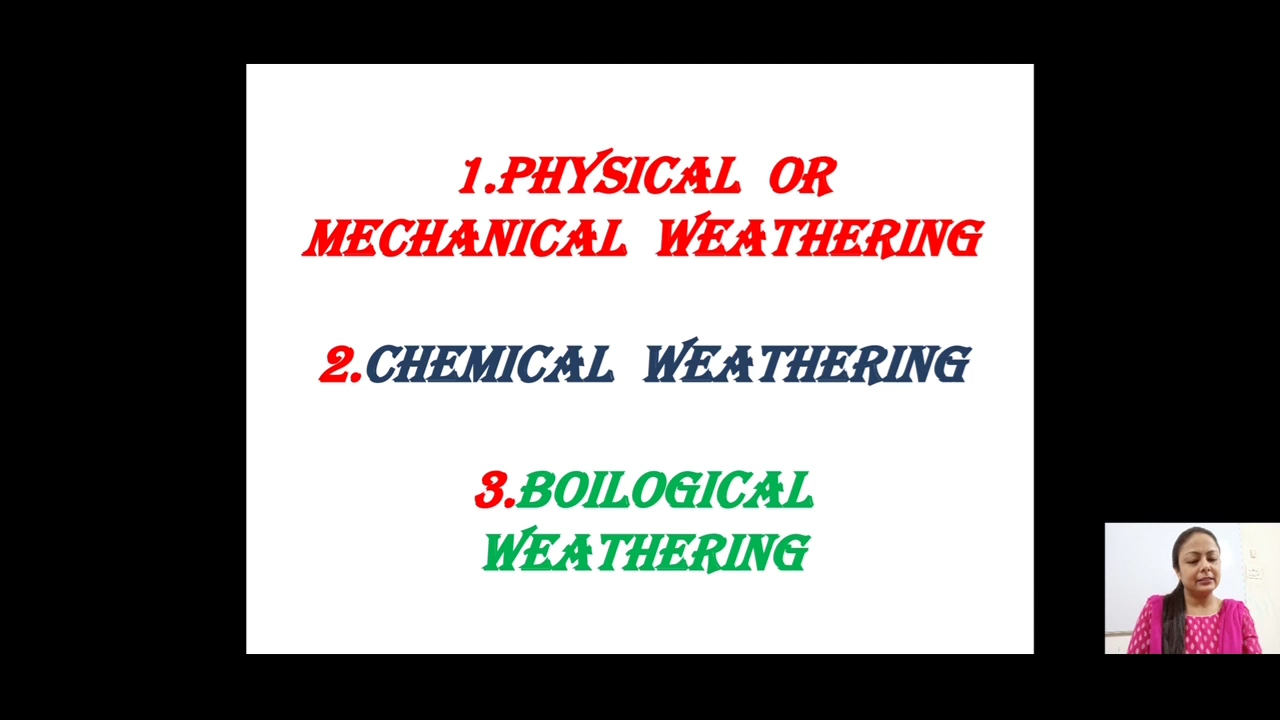 1.PHYSICAL OR
MECHANICAL WEATHERING
2.CHEMICAL WEATHERING
3.BOILOGICAL
WEATHERING